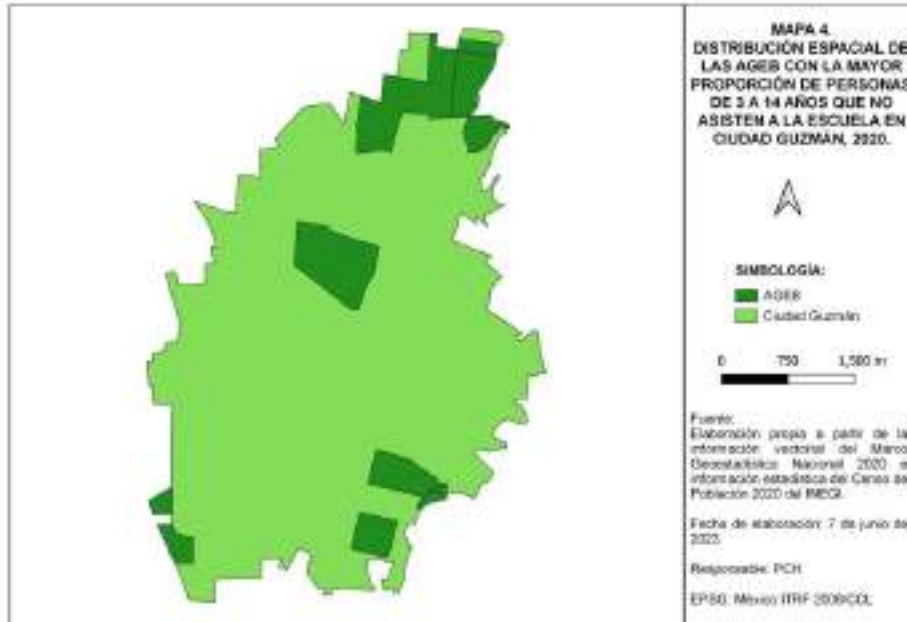 MAPA 4.
DISTRIBUCIÓN ESPACIAL DE
LAS AGEB CON LA MAYOR
PROPORCIÓN DE PERSONAS
DE 3 A 14 AÑOS QUE NO
ASISTEN A LA ESCUELA EN
CIUDAD GUZMÁN, 2020.
SIMBOLOGÍA:
AGEB
Ciudad Guzmán
0 750 1,500 m
Fuente:
Elaboración propia a partir de la
información vectorial del Marco
Geoestadístico Nacional 2020 e
información estadística del Censo de
Población 2020 del INEGI.
Fecha de elaboración: 7 de junio de
2023.
Responsable: PCH
EPSG: México ITRF 2008/CCL